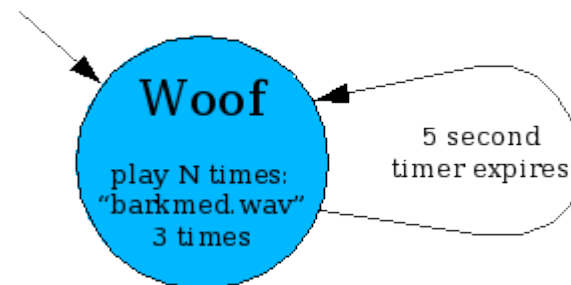 Woof
play N times:
“barkmed.wav”
3 times
5 second
timer expires